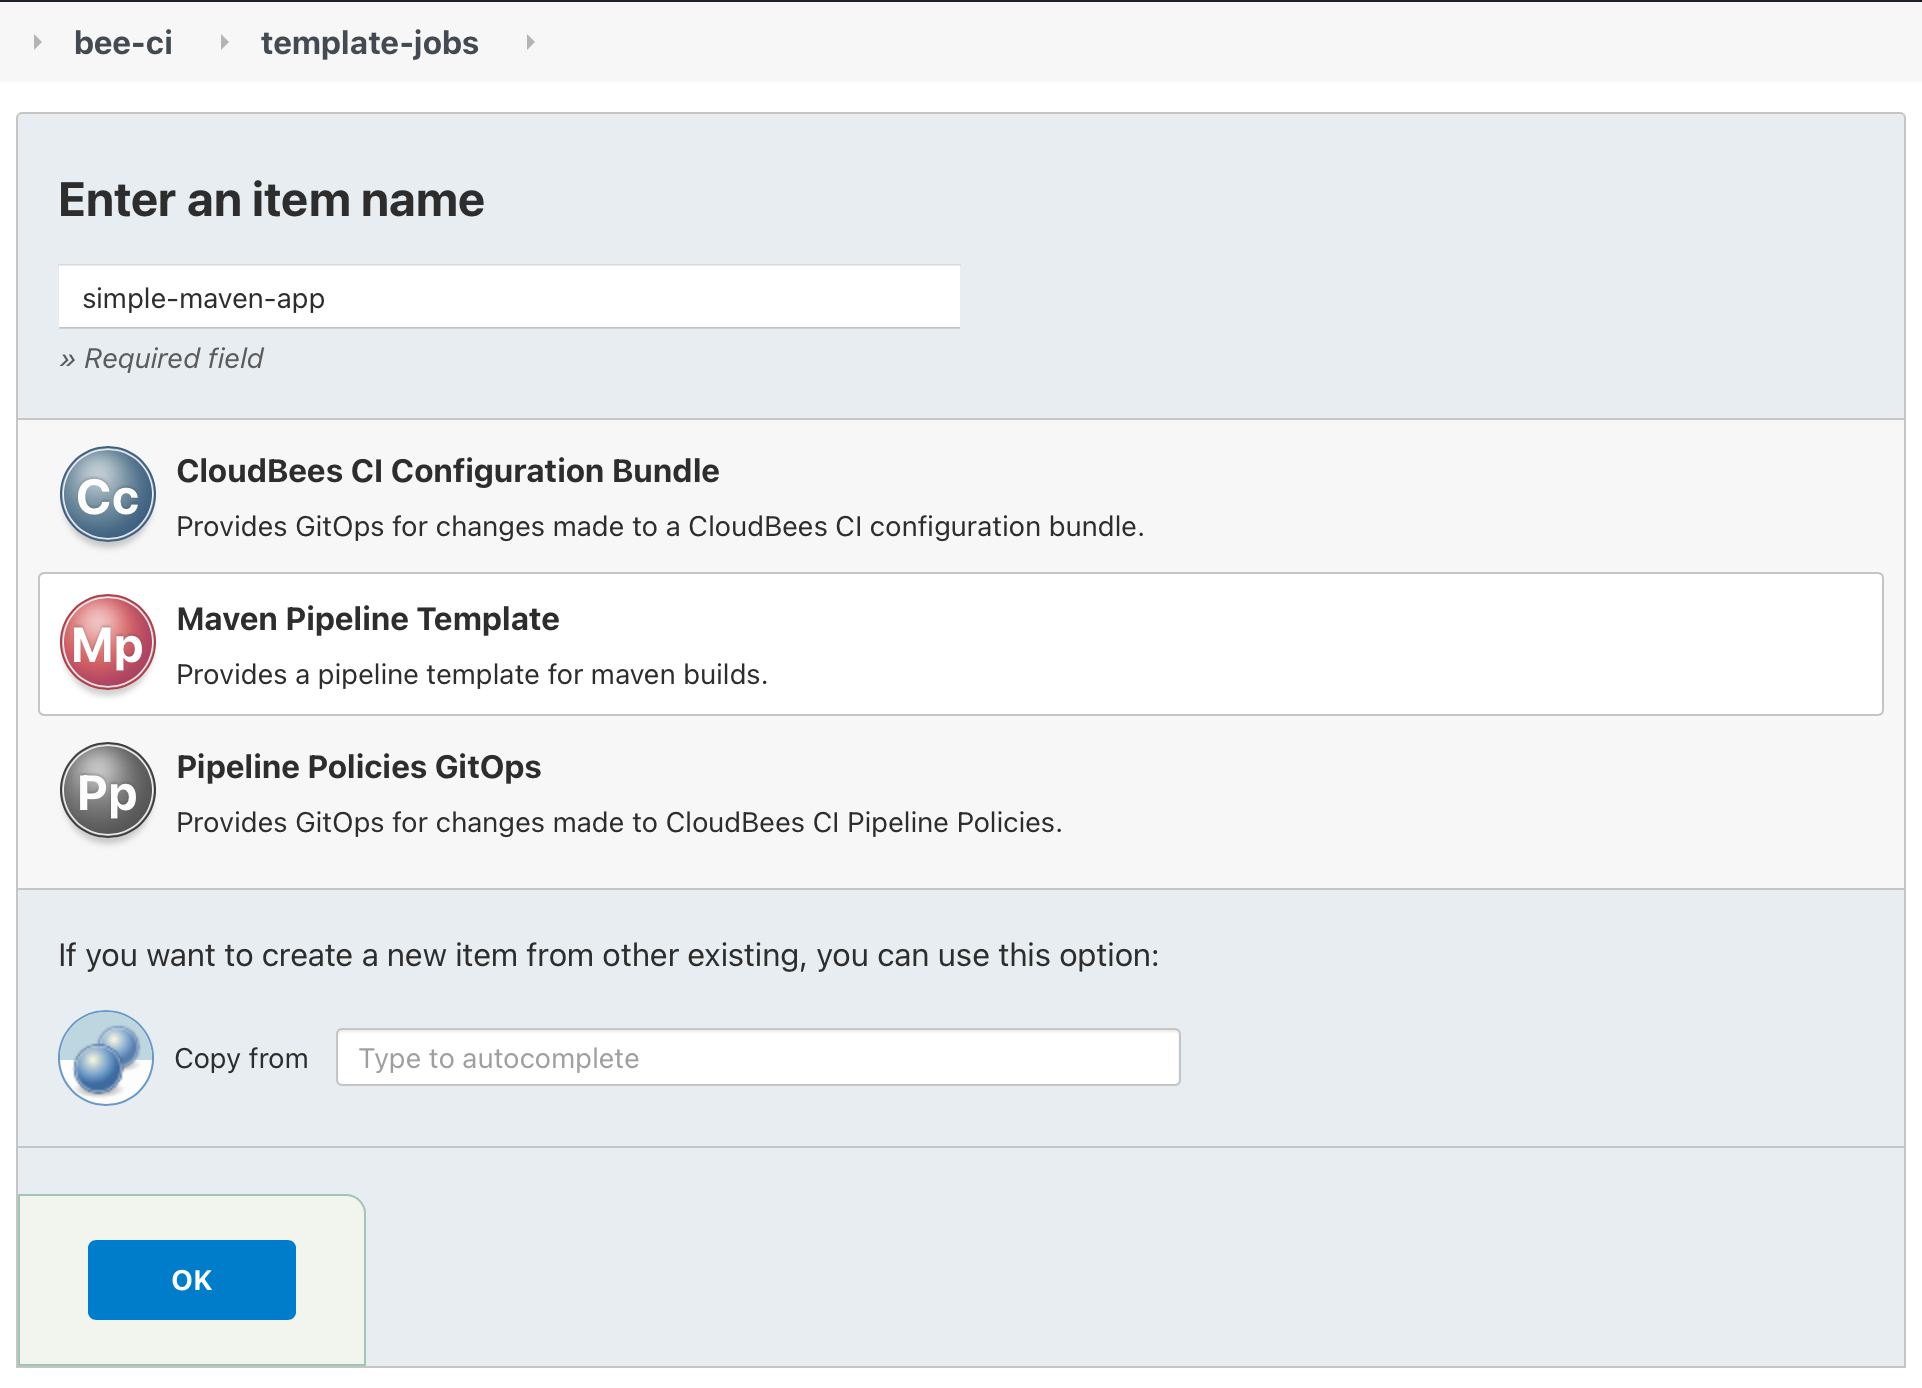 bee-ci template-jobs
Enter an item name
simple-maven-app
» Required field
Cc
CloudBees CI Configuration Bundle
Provides GitOps for changes made to a CloudBees CI configuration bundle.
Mp
Maven Pipeline Template
Provides a pipeline template for maven builds.
Pp
Pipeline Policies GitOps
Provides GitOps for changes made to CloudBees CI Pipeline Policies.
If you want to create a new item from other existing, you can use this option:
Copy from Type to autocomplete
OK